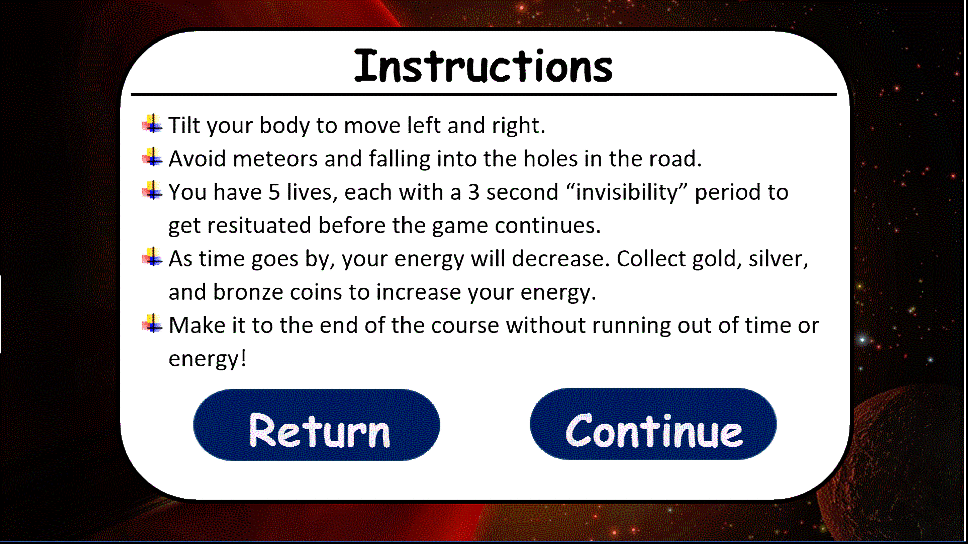 Instructions
Tilt your body to move left and right.
Avoid meteors and falling into the holes in the road.
You have 5 lives, each with a 3 second “invisibility” period to
get resituated before the game continues.
As time goes by, your energy will decrease. Collect gold, silver,
and bronze coins to increase your energy.
Make it to the end of the course without running out of time or
energy!
Return
Continue